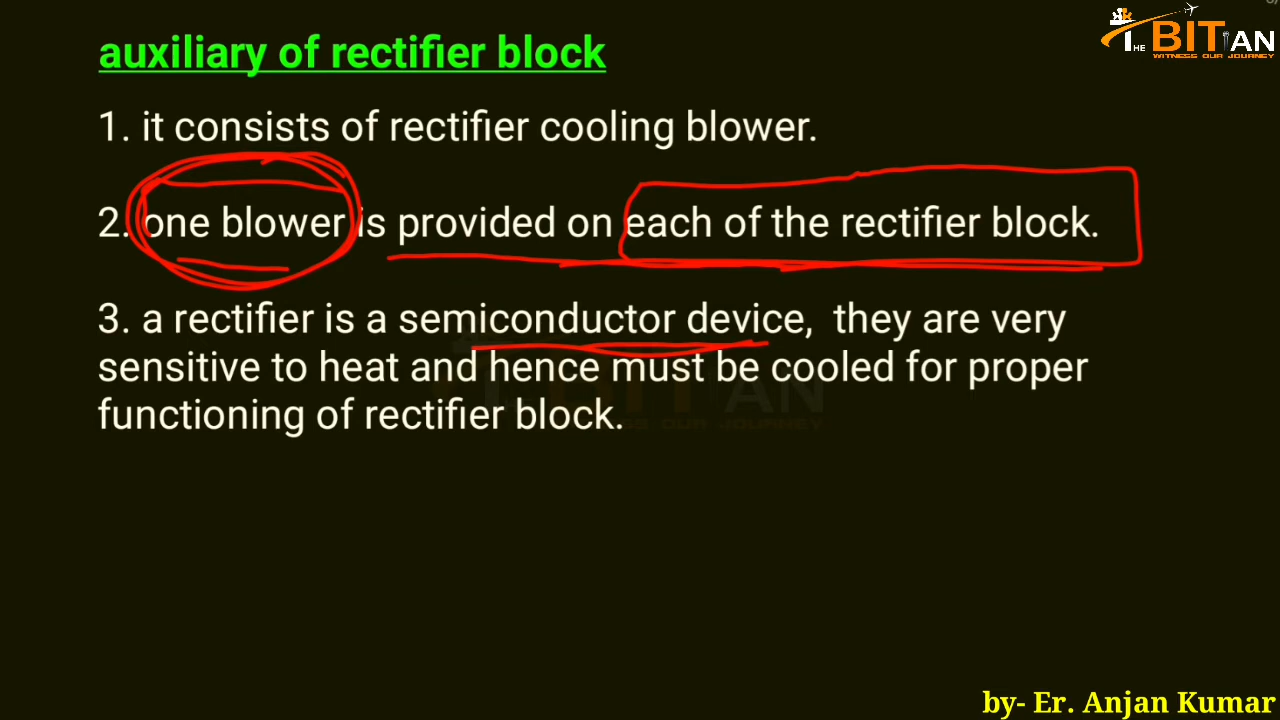 auxiliary of rectifier block
THE BITIAN
WITNESS OUR JOURNEY
1. it consists of rectifier cooling blower.
2. one blower is provided on each of the rectifier block.
3. a rectifier is a semiconductor device, they are very
sensitive to heat and hence must be cooled for proper
functioning of rectifier block.
by- Er. Anjan Kumar